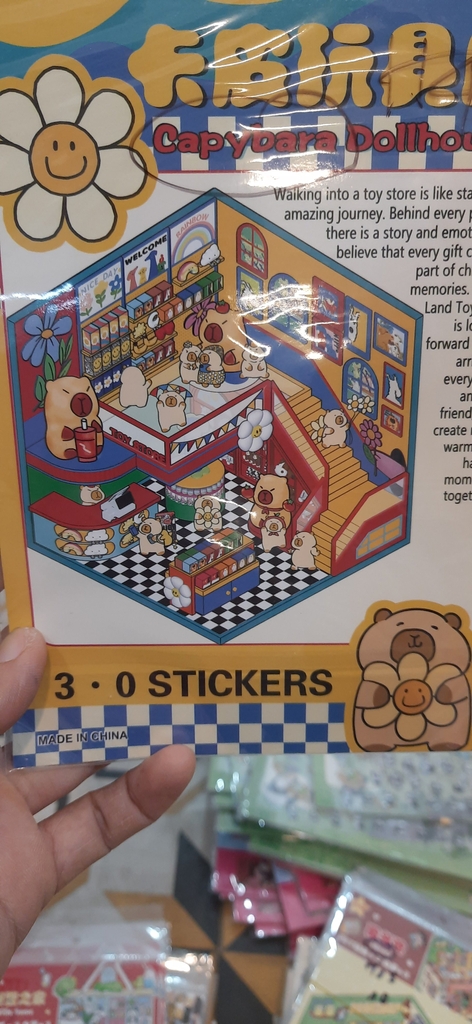 卡皮玩具
Capybara Dollhou
Walking into a toy store is like sta
amazing journey. Behind every
there is a story and emot
believe that every gift c
part of ch
memories.
Land Toy
is lo
forward
arr
every
an
friend
create
warm
ha
mom
toget
NICE DAY
WELCOME
RAINBOW
3 · 0 STICKERS
MADE IN CHINA